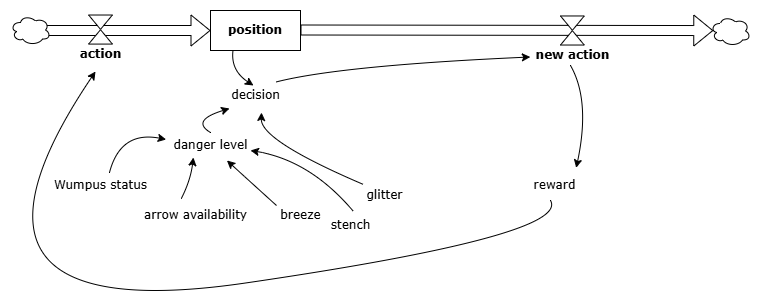 position
action
new action
decision
danger level
Wumpus status
reward
glitter
arrow availability
breeze
stench